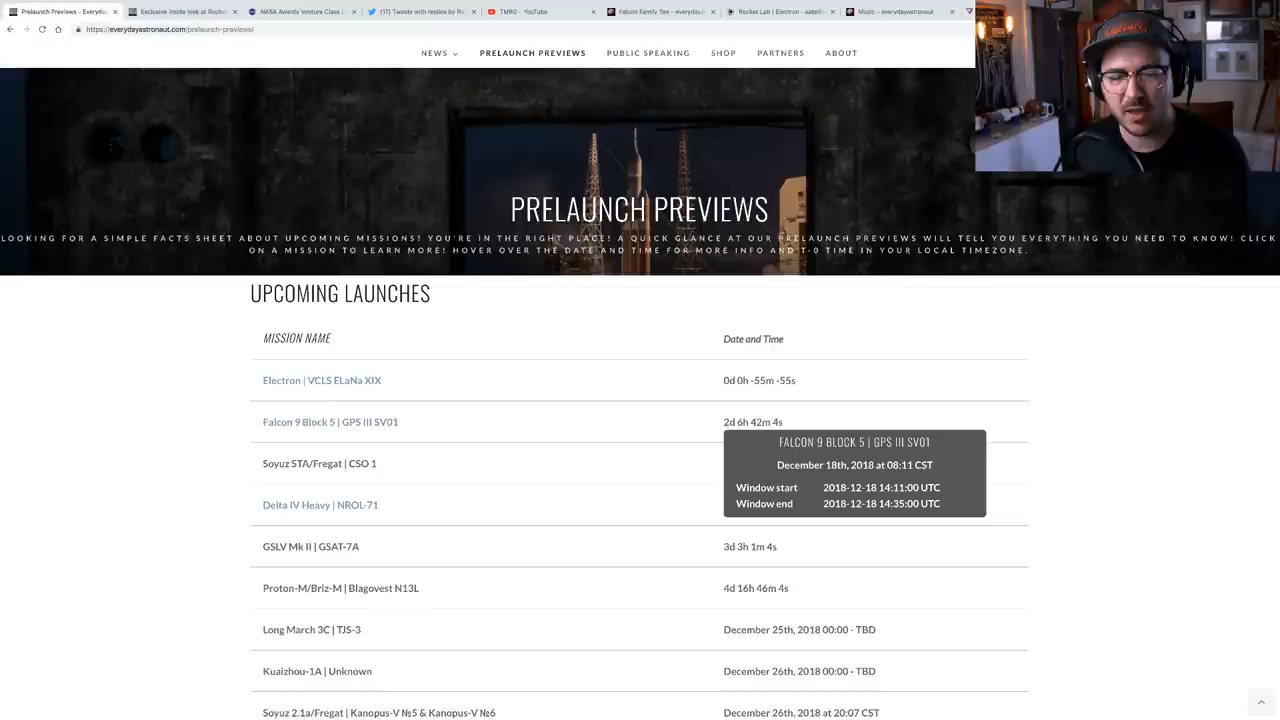 Prelaunch Previews - Everyday
Exclusive inside look at Rocke
NASA Awards Venture Class L
(17) Tweets with replies by R
TMRO - YouTube
Falcon Family Tee – everyday
Rocket Lab | Electron - satelli
Music – everydayastronaut
https://everydayastronaut.com/prelaunch-previews/
NEWS
PRELAUNCH PREVIEWS
PUBLIC SPEAKING
SHOP
PARTNERS
ABOUT
PRELAUNCH PREVIEWS
LOOKING FOR A SIMPLE FACTS SHEET ABOUT UPCOMING MISSIONS? YOU'RE IN THE RIGHT PLACE! A QUICK GLANCE AT OUR PRELAUNCH PREVIEWS WILL TELL YOU EVERYTHING YOU NEED TO KNOW! CLICK
ON A MISSION TO LEARN MORE! HOVER OVER THE DATE AND TIME FOR MORE INFO AND T-0 TIME IN YOUR LOCAL TIMEZONE.
UPCOMING LAUNCHES
MISSION NAME Date and Time
Electron | VCLS ELaNa XIX 0d 0h -55m -55s
Falcon 9 Block 5 | GPS III SV01 2d 6h 42m 4s
FALCON 9 BLOCK 5 | GPS III SV01
December 18th, 2018 at 08:11 CST
Window start 2018-12-18 14:11:00 UTC
Window end 2018-12-18 14:35:00 UTC
Soyuz STA/Fregat | CSO 1
Delta IV Heavy | NROL-71
GSLV Mk II | GSAT-7A 3d 3h 1m 4s
Proton-M/Briz-M | Blagovest N13L 4d 16h 46m 4s
Long March 3C | TJS-3 December 25th, 2018 00:00 - TBD
Kuaizhou-1A | Unknown December 26th, 2018 00:00 - TBD
Soyuz 2.1a/Fregat | Kanopus-V №5 & Kanopus-V №6 December 26th, 2018 at 20:07 CST